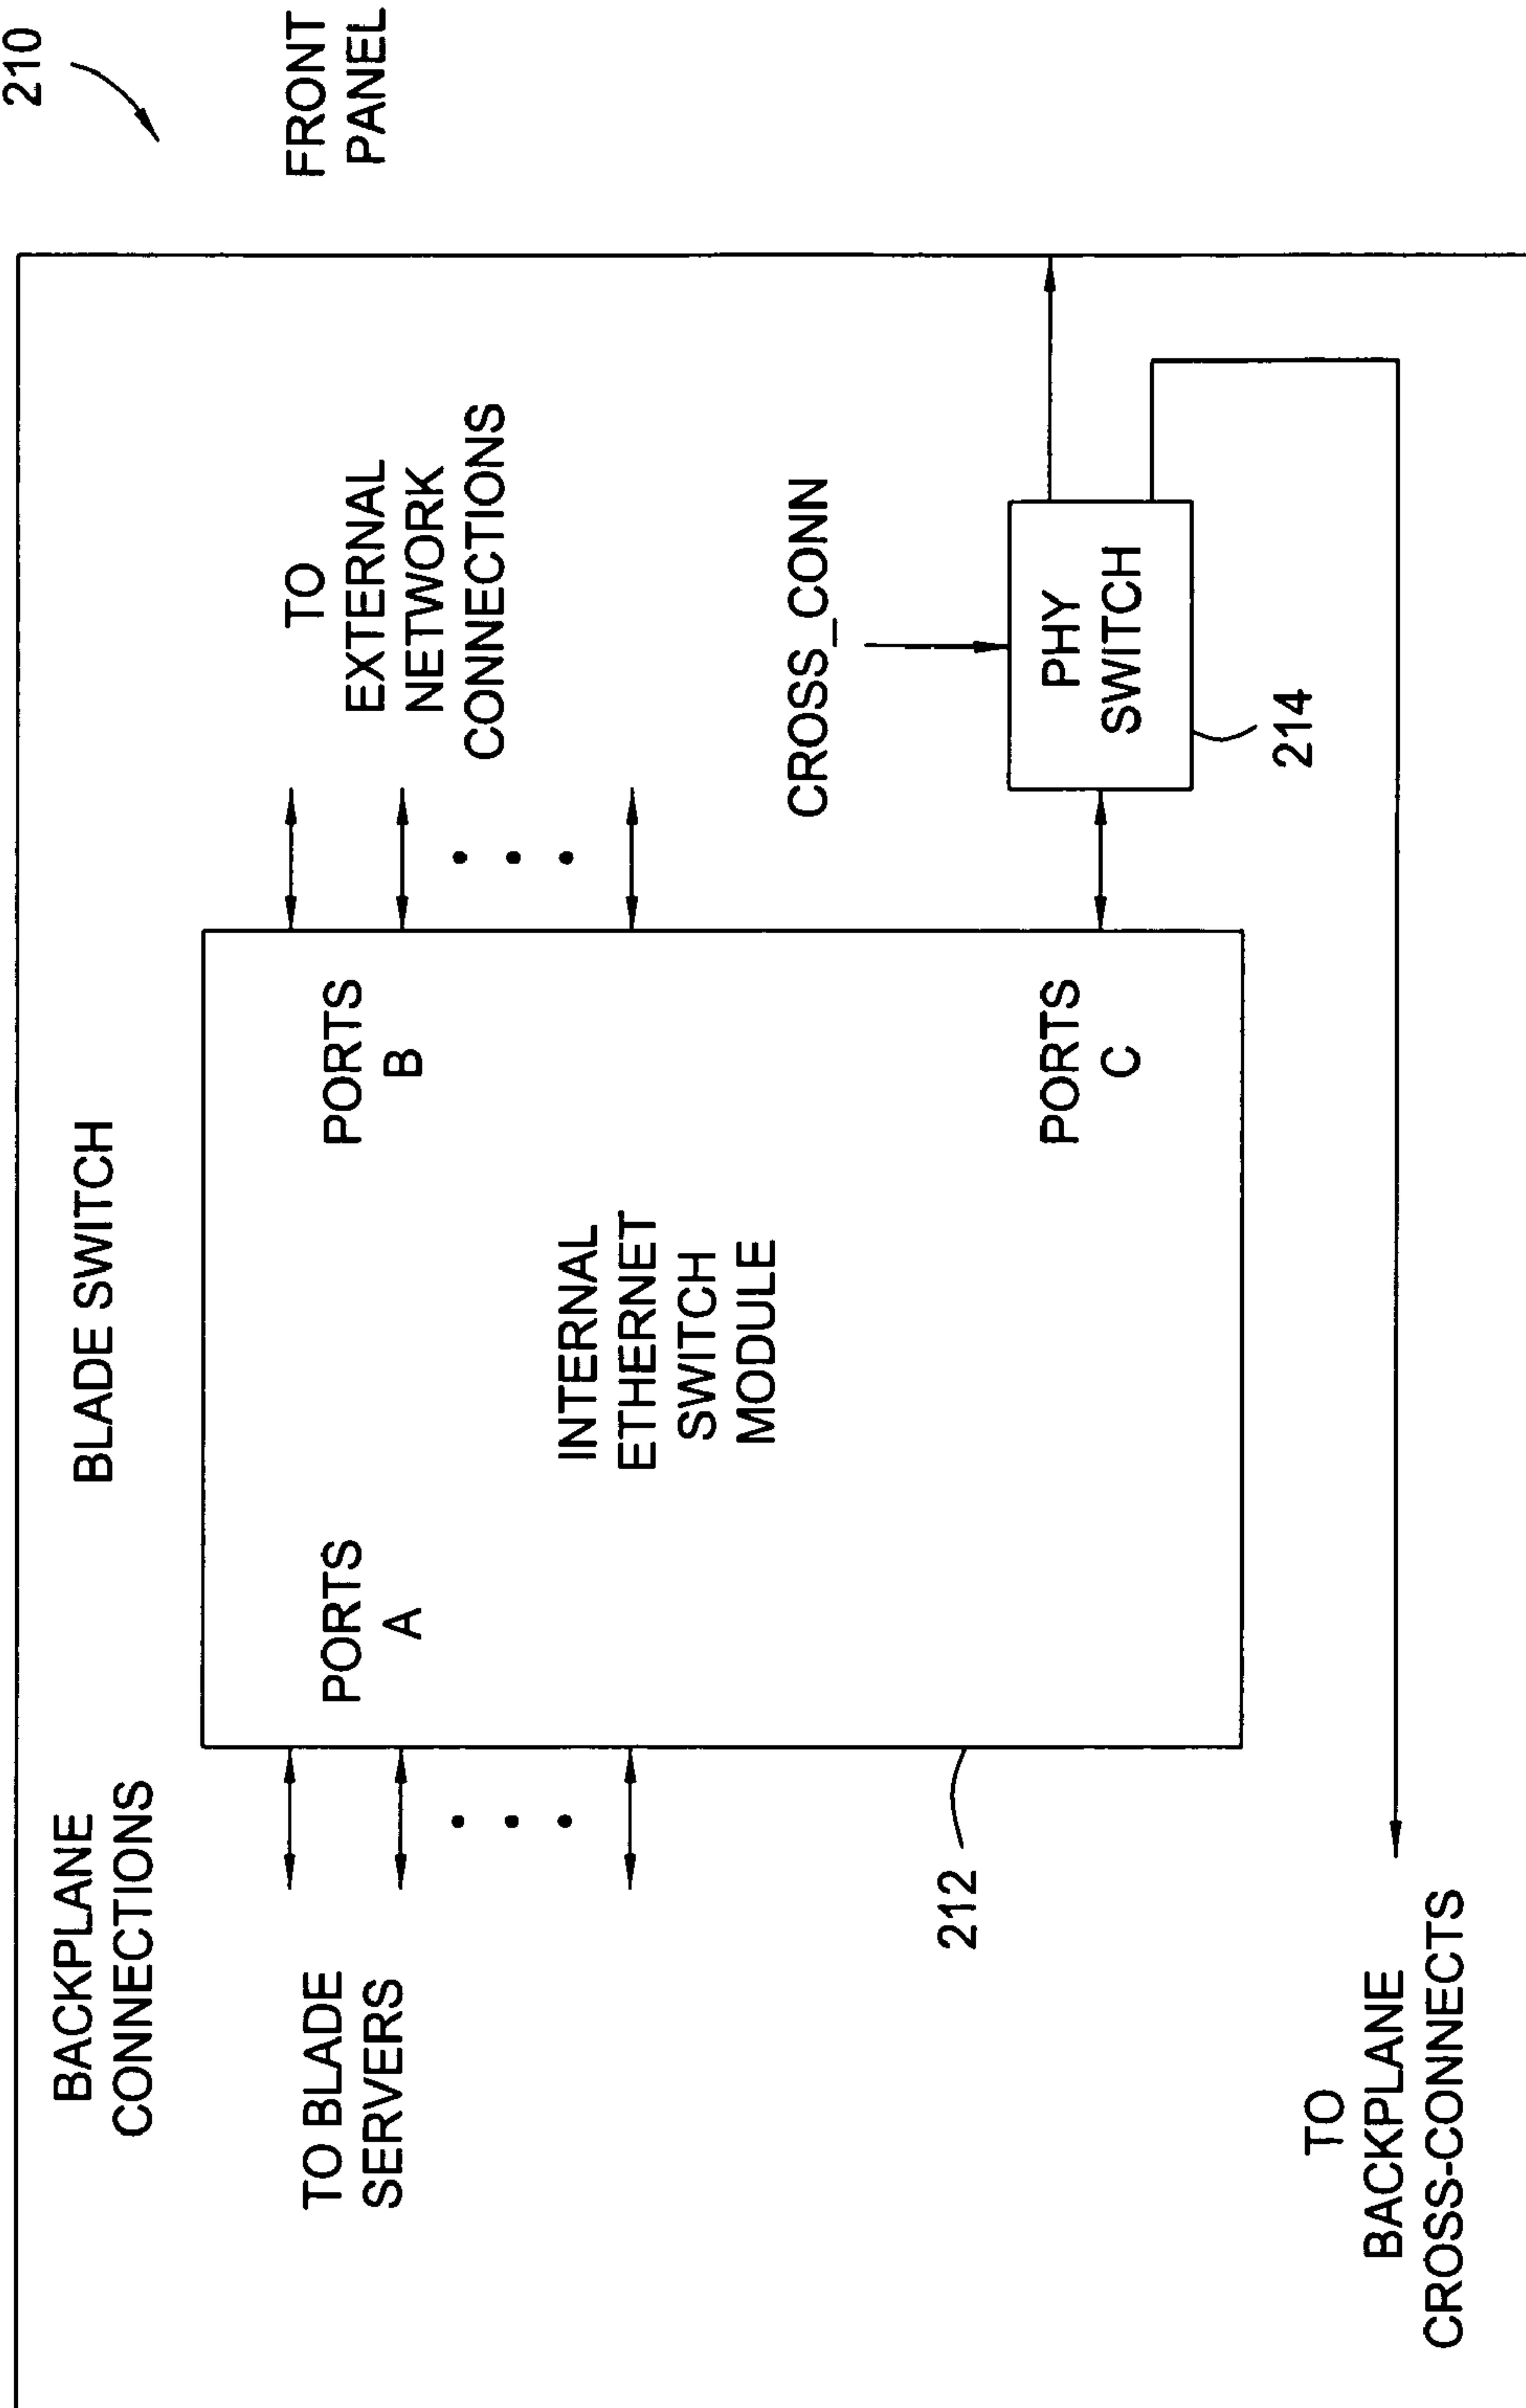 210
BACKPLANE
CONNECTIONS
BLADE SWITCH
FRONT
PANEL
TO BLADE
SERVERS
PORTS
A
PORTS
B
TO
EXTERNAL
NETWORK
CONNECTIONS
INTERNAL
ETHERNET
SWITCH
MODULE
CROSS_CONN
212
PORTS
C
PHY
SWITCH
214
TO
BACKPLANE
CROSS-CONNECTS